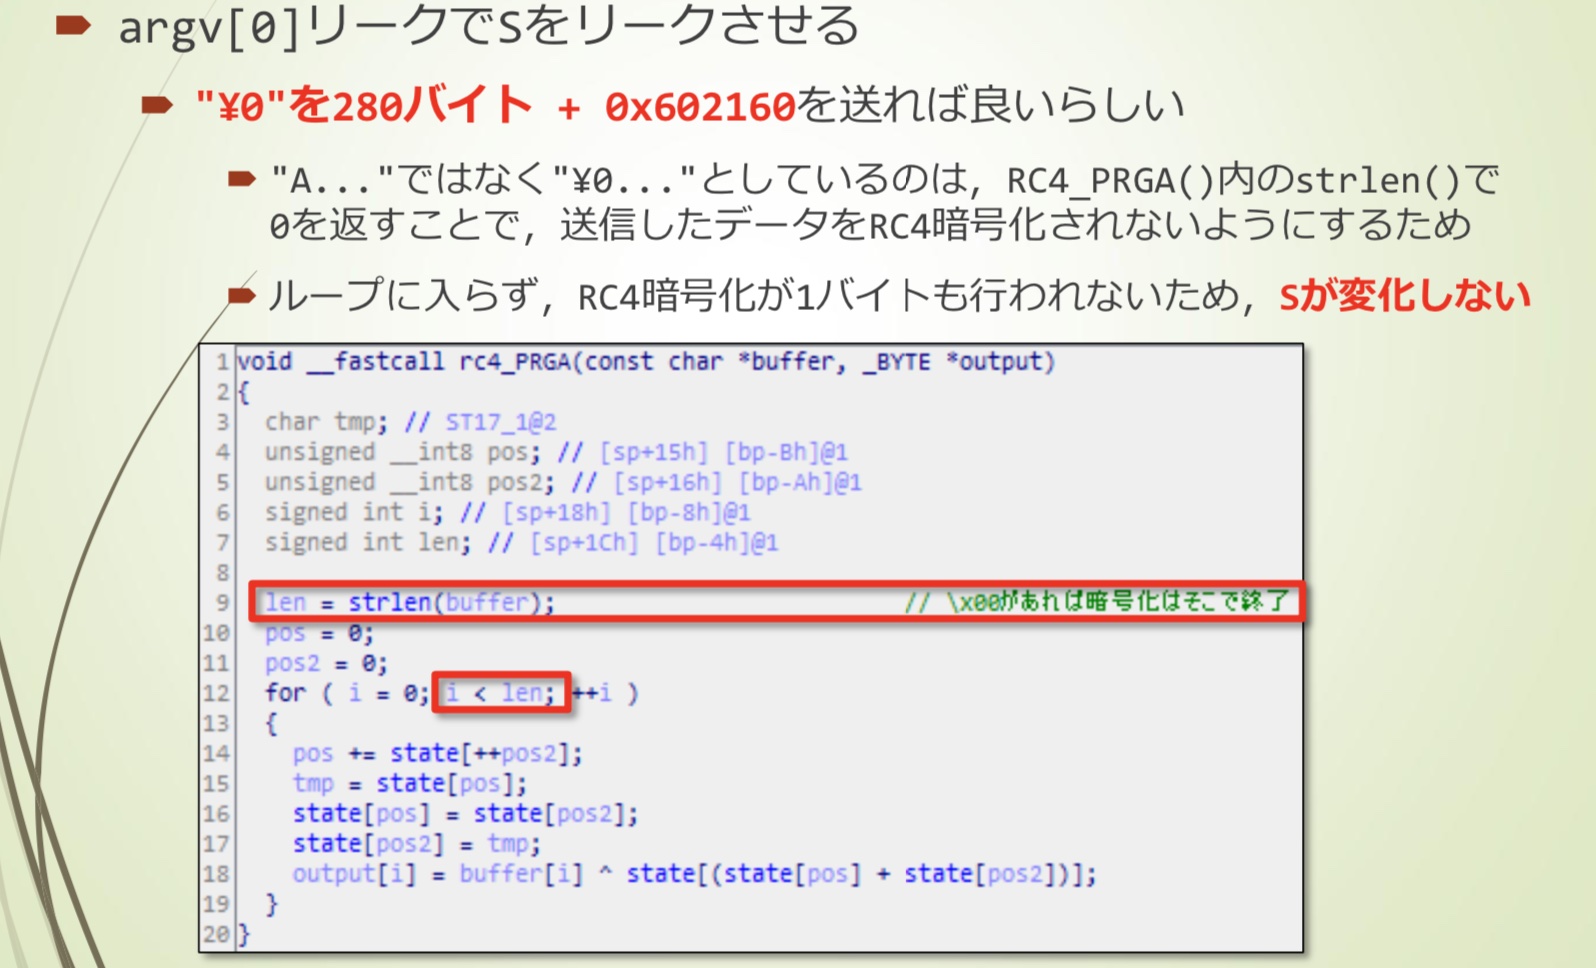 argv[0]リークでSをリークさせる
"¥0"を280バイト + 0x602160を送れば良いらしい
"A..."ではなく"¥0..."としているのは, RC4_PRGA()内のstrlen()で
0を返すことで, 送信したデータをRC4暗号化されないようにするため
ループに入らず, RC4暗号化が1バイトも行われないため, Sが変化しない
1 void __fastcall rc4_PRGA(const char *buffer, _BYTE *output)
2 {
3   char tmp; // ST17_1@2
4   unsigned __int8 pos; // [sp+15h] [bp-Bh]@1
5   unsigned __int8 pos2; // [sp+16h] [bp-Ah]@1
6   signed int i; // [sp+18h] [bp-8h]@1
7   signed int len; // [sp+1Ch] [bp-4h]@1
8
9   len = strlen(buffer);                         // \x00があれば暗号化はそこで終了
10   pos = 0;
11   pos2 = 0;
12   for ( i = 0; i < len; ++i )
13   {
14     pos += state[++pos2];
15     tmp = state[pos];
16     state[pos] = state[pos2];
17     state[pos2] = tmp;
18     output[i] = buffer[i] ^ state[(state[pos] + state[pos2])];
19   }
20 }